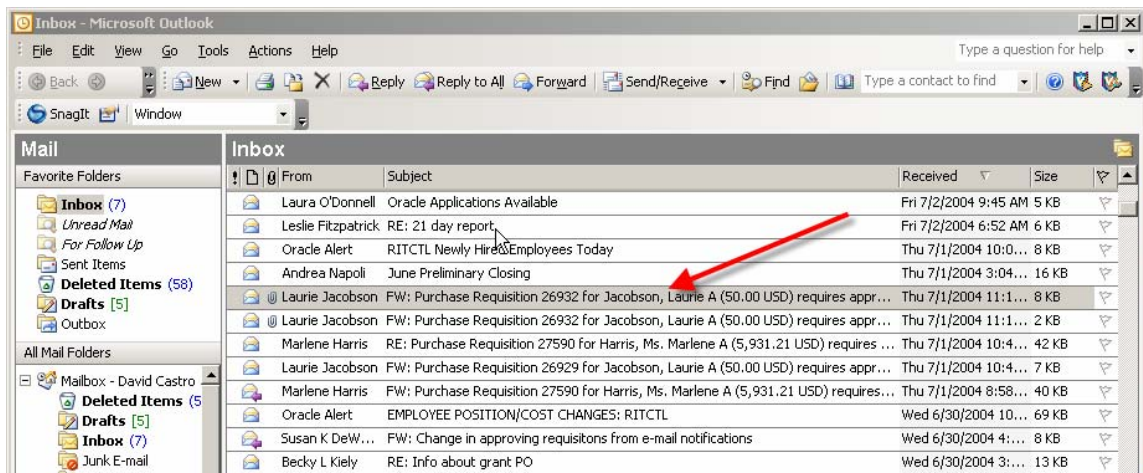 Inbox - Microsoft Outlook
File Edit View Go Tools Actions Help Type a question for help
Back New Reply Reply to All Forward Send/Receive Find Type a contact to find
SnagIt Window
Mail Inbox
Favorite Folders ! From Subject Received Size
Inbox (7)
Unread Mail
For Follow Up
Sent Items
Deleted Items (58)
Drafts [5]
Outbox
All Mail Folders
Mailbox - David Castro
Deleted Items (5
Drafts [5]
Inbox (7)
Junk E-mail
Laura O'Donnell Oracle Applications Available Fri 7/2/2004 9:45 AM 5 KB
Leslie Fitzpatrick RE: 21 day report Fri 7/2/2004 6:52 AM 6 KB
Oracle Alert RITCTL Newly Hired Employees Today Thu 7/1/2004 10:0... 8 KB
Andrea Napoli June Preliminary Closing Thu 7/1/2004 3:04... 16 KB
Laurie Jacobson FW: Purchase Requisition 26932 for Jacobson, Laurie A (50.00 USD) requires appr... Thu 7/1/2004 11:1... 8 KB
Laurie Jacobson FW: Purchase Requisition 26932 for Jacobson, Laurie A (50.00 USD) requires appr... Thu 7/1/2004 11:1... 2 KB
Marlene Harris RE: Purchase Requisition 27590 for Harris, Ms. Marlene A (5,931.21 USD) requires ... Thu 7/1/2004 10:4... 42 KB
Laurie Jacobson FW: Purchase Requisition 26929 for Jacobson, Laurie A (50.00 USD) requires appr... Thu 7/1/2004 10:4... 7 KB
Marlene Harris FW: Purchase Requisition 27590 for Harris, Ms. Marlene A (5,931.21 USD) requires... Thu 7/1/2004 8:58... 40 KB
Oracle Alert EMPLOYEE POSITION/COST CHANGES: RITCTL Wed 6/30/2004 10... 69 KB
Susan K DeW... FW: Change in approving requisitons from e-mail notifications Wed 6/30/2004 4:... 8 KB
Becky L Kiely RE: Info about grant PO Wed 6/30/2004 3:... 13 KB